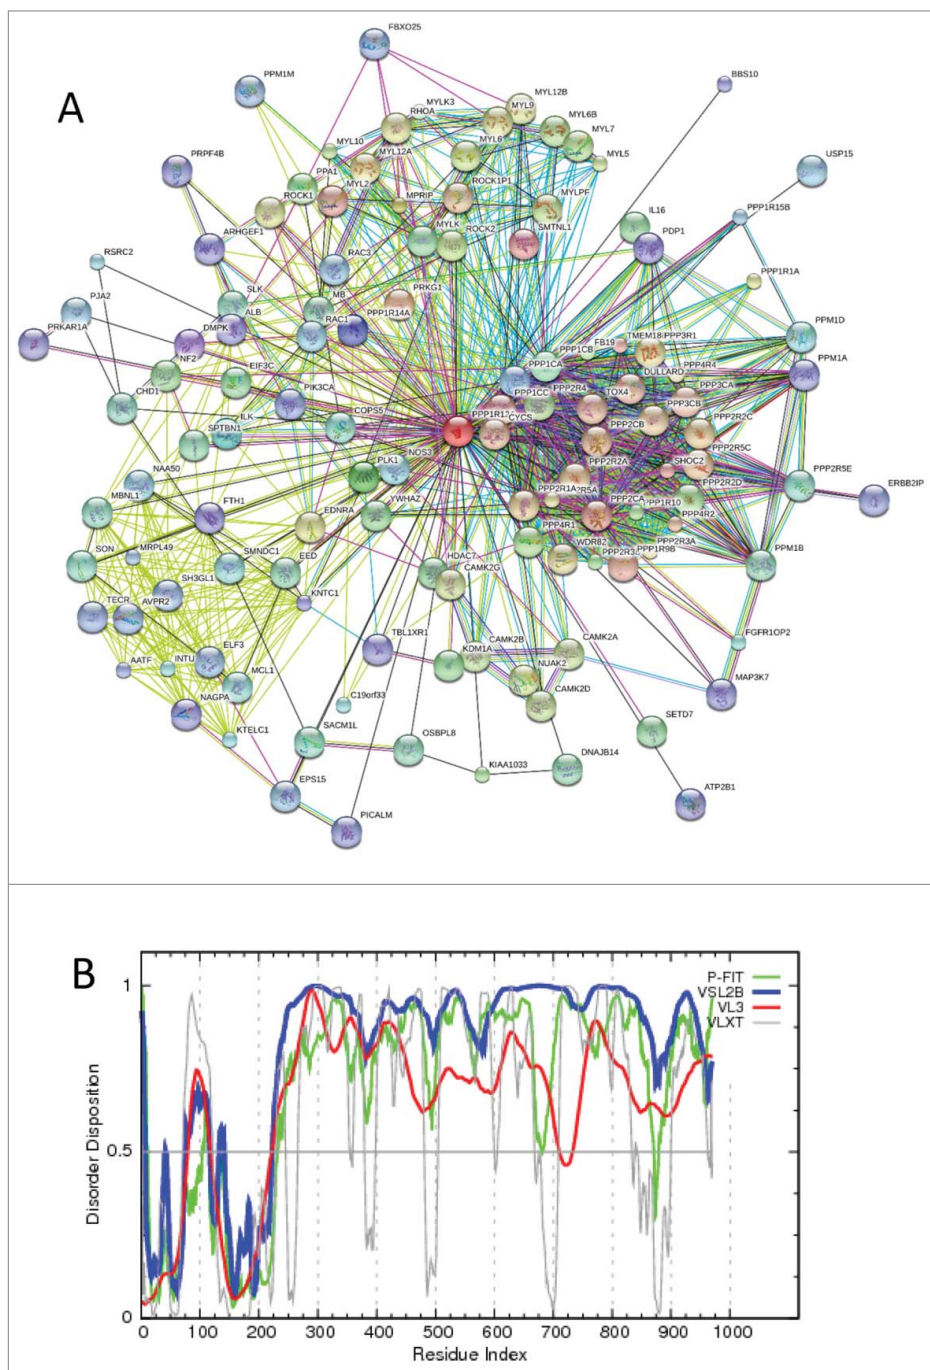 A
FBXO25
PPM1M
BBS10
MYL12B
MYLK3
MYL9
RHOA
MYL6B
MYL10
MYL6
MYL7
MYL12A
MYL5
PRPF4B
USP15
PPA1
ROCK1P1
MYL2
MYLPF
ROCK1
MPRIP
IL16
PPP1R15B
MYLK
ROCK2
SMTNL1
PDP1
ARHGEF1
RAC3
RSRC2
PPP1R1A
SLK
MB
PRKG1
PJA2
ALB
PPP1R14A
PPM1D
PRKAR1A
DMPK
RAC1
PPP1CB
FB19
PPP3R1
PPP1CA
PPP4R4
PPM1A
NF2
EIF3C
DULLARD
PPP3CA
CHD1
PIK3CA
PPP1CC
PPP2R4
TOX4
PPP3CB
PPP2R2C
ILK
COPS5
CYCS
PPP2CB
PPP2R5C
SPTBN1
NOS3
PPP2R2A
SHOC2
PPP2R5E
ERBB2IP
NAA50
PLK1
PPP2R2D
MBNL1
FTH1
YWHAZ
PPP2R1A
PPP2CA
PPP1R10
EDNRA
PPP4R2
SON
MRPL49
SMNDC1
EED
PPP4R1
WDR82
PPP2R3A
PPM1B
HDAC7
PPP1R9B
SH3GL1
CAMK2G
KNTC1
TECR
AVPR2
FGFR1OP2
TBL1XR1
CAMK2B
CAMK2A
AATF
INTU
ELF3
KDM1A
MCL1
NUAK2
MAP3K7
NAGPA
C19orf33
CAMK2D
KTELC1
SACM1L
OSBPL8
SETD7
DNAJB14
KIAA1033
EPS15
ATP2B1
PICALM
B
P-FIT
VSL2B
VL3
VLXT
1
0.5
0
Disorder Disposition
0 100 200 300 400 500 600 700 800 900 1000
Residue Index